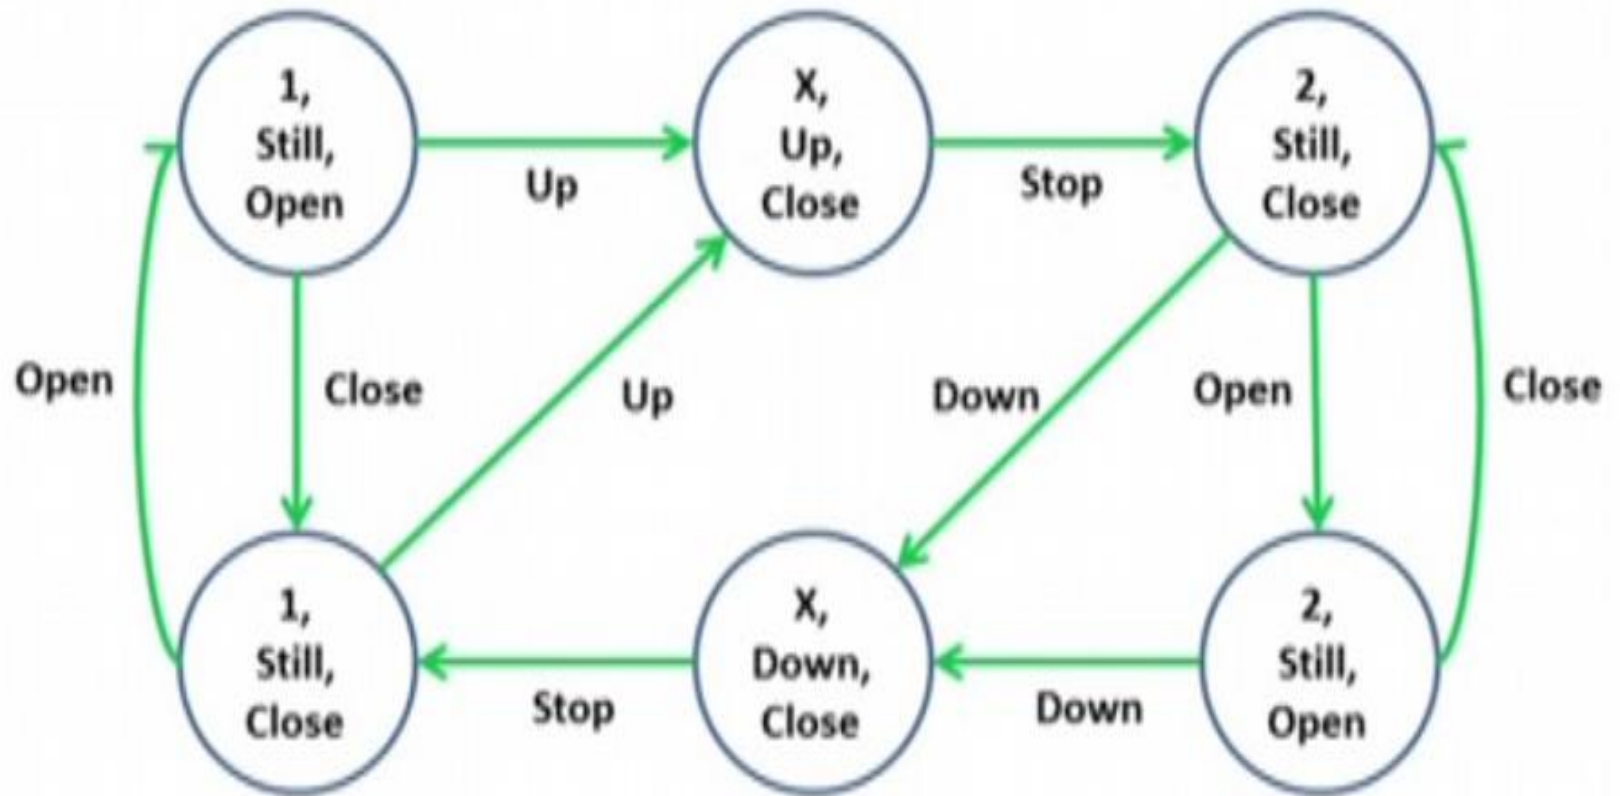 1,
Still,
Open
Up
X,
Up,
Close
Stop
2,
Still,
Close
Open
Close
Up
Down
Open
Close
1,
Still,
Close
Stop
X,
Down,
Close
Down
2,
Still,
Open